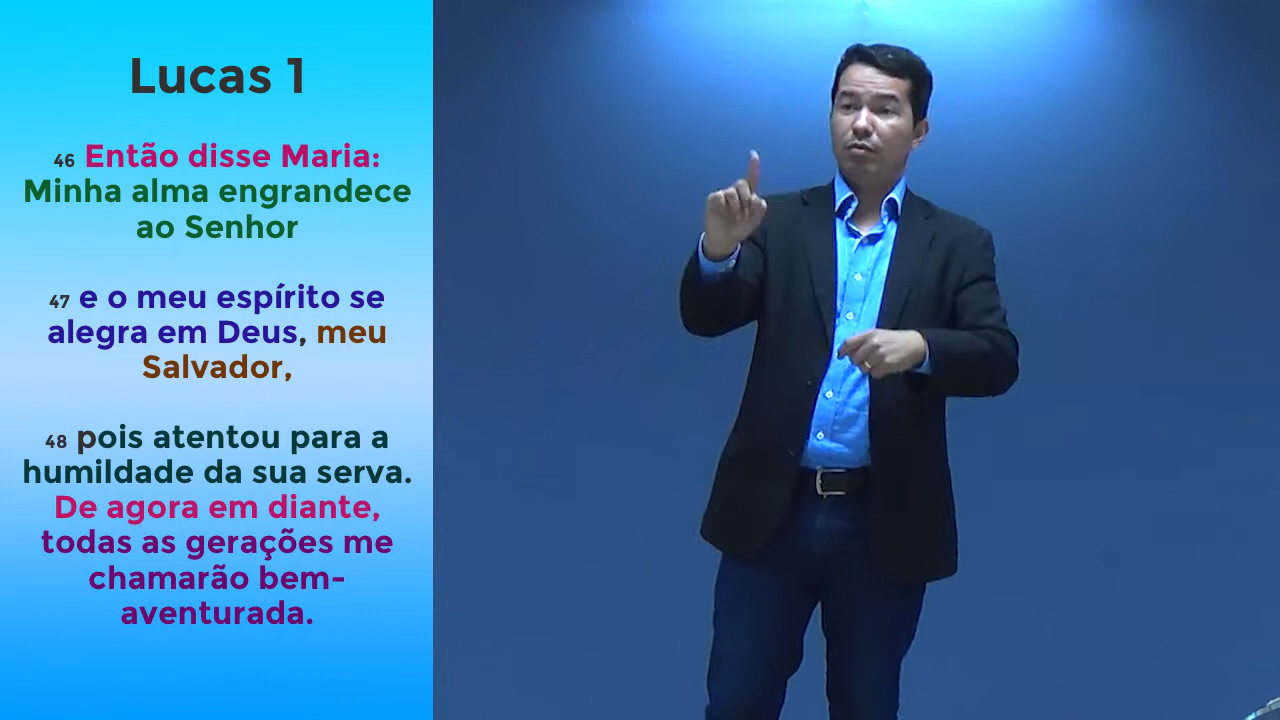 Lucas 1
46 Então disse Maria:
Minha alma engrandece
ao Senhor
47 e o meu espírito se
alegra em Deus, meu
Salvador,
48 pois atentou para a
humildade da sua serva.
De agora em diante,
todas as gerações me
chamarão bem-
aventurada.